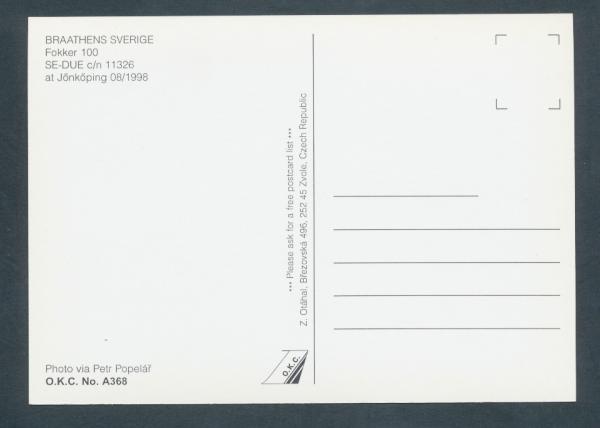 BRAATHENS SVERIGE
Fokker 100
SE-DUE c/n 11326
at Jönköping 08/1998
••• Please ask for a free postcard list •••
Z. Otáhal, Březovská 496, 252 45 Zvole, Czech Republic
Photo via Petr Popelář
O.K.C. No. A368
O.K.C.